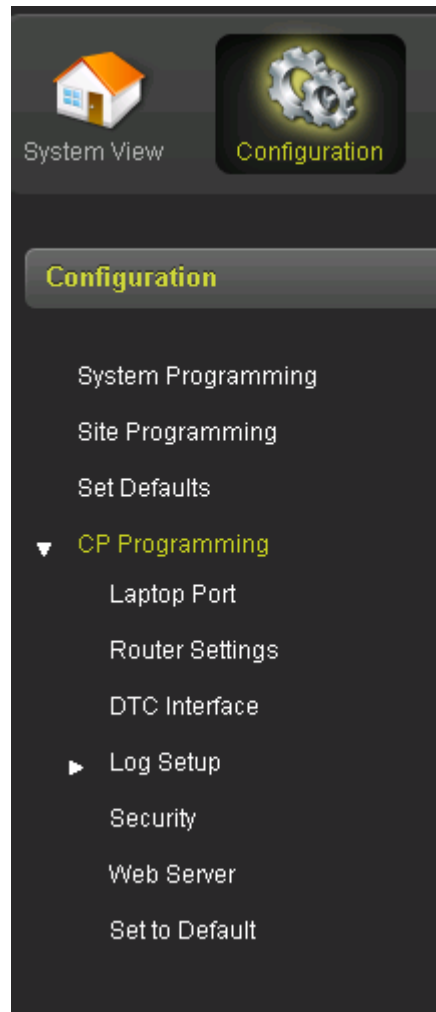 System View Configuration
Configuration
System Programming
Site Programming
Set Defaults
CP Programming
Laptop Port
Router Settings
DTC Interface
Log Setup
Security
Web Server
Set to Default